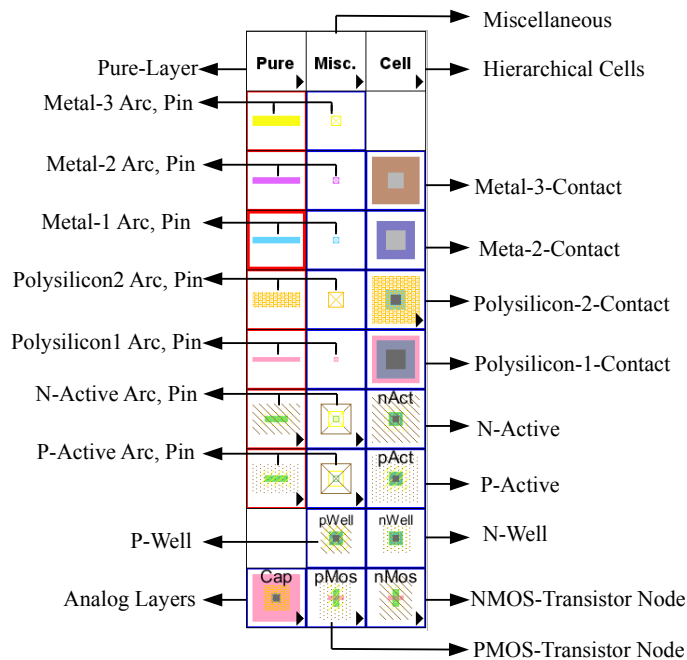 Miscellaneous
Pure Misc. Cell
Pure-Layer
Hierarchical Cells
Metal-3 Arc, Pin
Metal-2 Arc, Pin
Metal-3-Contact
Metal-1 Arc, Pin
Meta-2-Contact
Polysilicon2 Arc, Pin
Polysilicon-2-Contact
Polysilicon1 Arc, Pin
Polysilicon-1-Contact
N-Active Arc, Pin
nAct
N-Active
P-Active Arc, Pin
pAct
P-Active
pWell nWell
P-Well
N-Well
Cap pMos nMos
Analog Layers
NMOS-Transistor Node
PMOS-Transistor Node